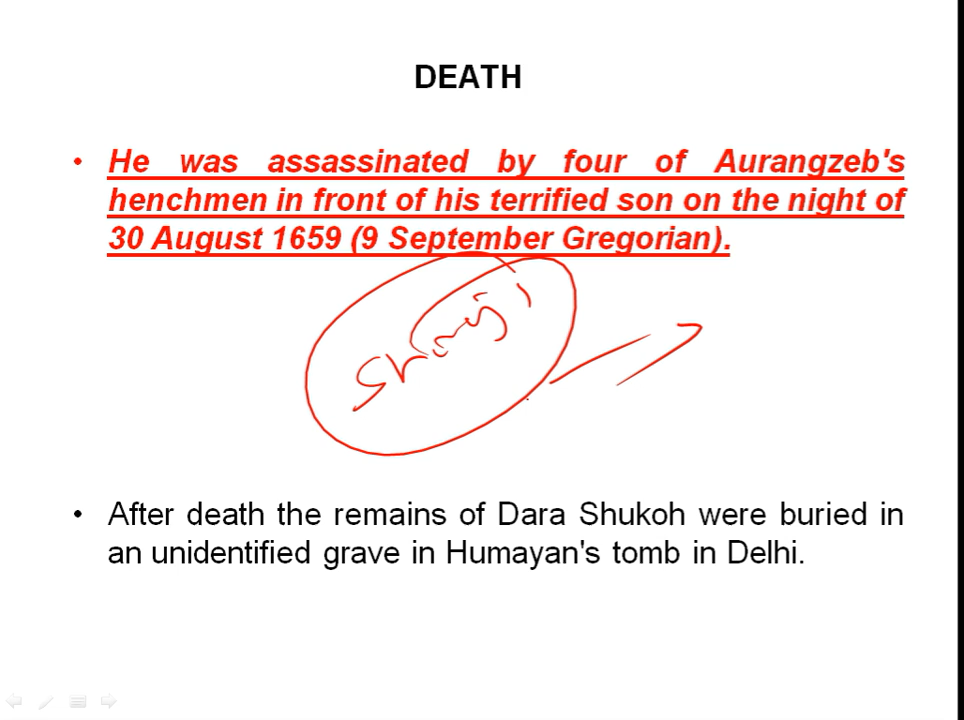 DEATH
• He was assassinated by four of Aurangzeb's
henchmen in front of his terrified son on the night of
30 August 1659 (9 September Gregorian).
• After death the remains of Dara Shukoh were buried in
an unidentified grave in Humayan's tomb in Delhi.